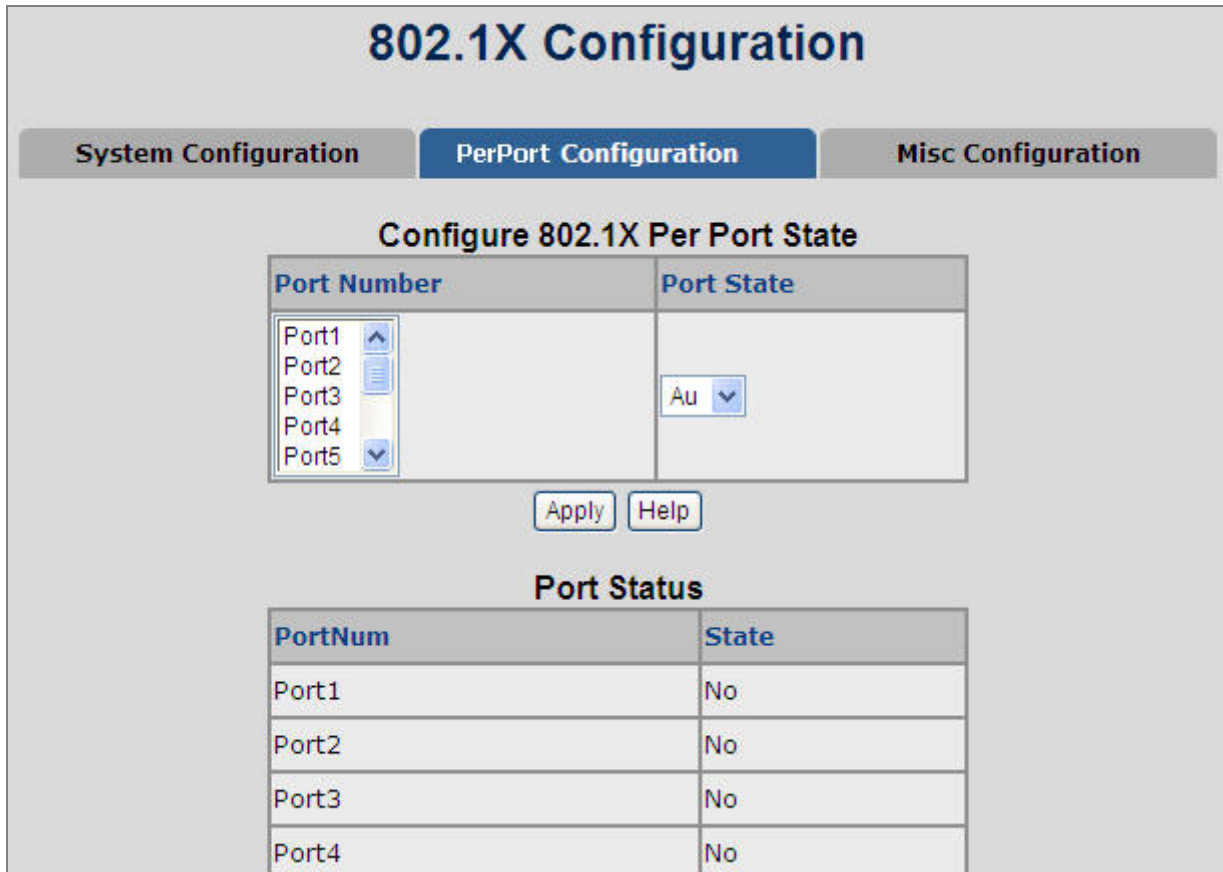 802.1X Configuration
System Configuration PerPort Configuration Misc Configuration
Configure 802.1X Per Port State
Port Number Port State
Port1
Port2
Port3
Port4
Port5
Au
Apply Help
Port Status
PortNum State
Port1 No
Port2 No
Port3 No
Port4 No